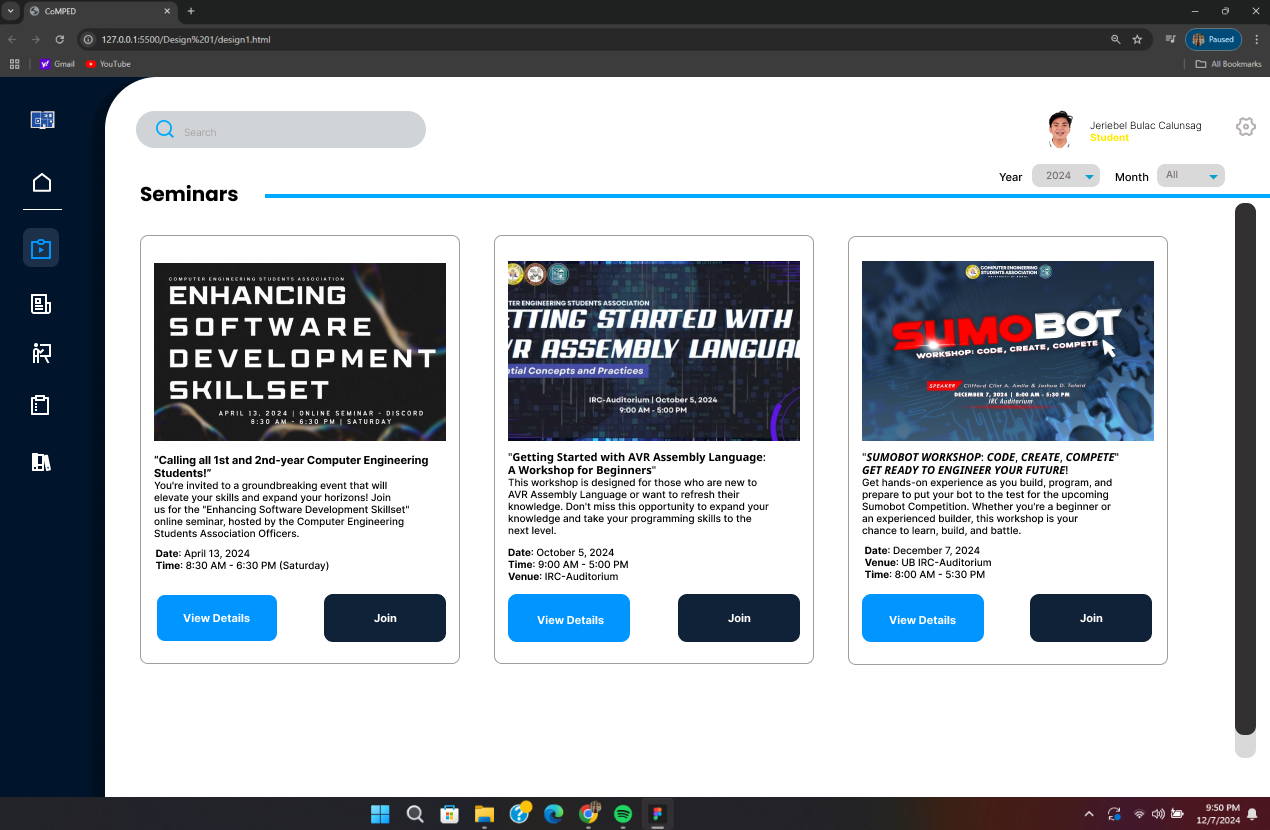 CoMPED
127.0.0.1:5500/Design%201/design1.html
Paused
Gmail
YouTube
All Bookmarks
Search
Jeriebel Bulac Calunsag
Student
Year
2024
Month
All
Seminars
COMPUTER ENGINEERING STUDENTS ASSOCIATION
ENHANCING
SOFTWARE
DEVELOPMENT
SKILLSET
APRIL 13, 2024 | ONLINE SEMINAR - DISCORD
8:30 AM - 6:30 PM | SATURDAY
“Calling all 1st and 2nd-year Computer Engineering
Students!”
You're invited to a groundbreaking event that will
elevate your skills and expand your horizons! Join
us for the "Enhancing Software Development Skillset"
online seminar, hosted by the Computer Engineering
Students Association Officers.
Date: April 13, 2024
Time: 8:30 AM - 6:30 PM (Saturday)
View Details
Join
TER ENGINEERING STUDENTS ASSOCIATION
ETTING STARTED WITH
VR ASSEMBLY LANGUAG
ntial Concepts and Practices
IRC-Auditorium | October 5, 2024
9:00 AM - 5:00 PM
"Getting Started with AVR Assembly Language:
A Workshop for Beginners"
This workshop is designed for those who are new to
AVR Assembly Language or want to refresh their
knowledge. Don't miss this opportunity to expand your
knowledge and take your programming skills to the
next level.
Date: October 5, 2024
Time: 9:00 AM - 5:00 PM
Venue: IRC-Auditorium
View Details
Join
COMPUTER ENGINEERING
STUDENTS ASSOCIATION
SUMOBOT
WORKSHOP: CODE, CREATE, COMPETE
SPEAKER Clifford Clint A. Amila & Joshua D. Talaid
DECEMBER 7, 2024 | 8:00 AM - 5:30 PM
IRC Auditorium
"SUMOBOT WORKSHOP: CODE, CREATE, COMPETE"
GET READY TO ENGINEER YOUR FUTURE!
Get hands-on experience as you build, program, and
prepare to put your bot to the test for the upcoming
Sumobot Competition. Whether you're a beginner or
an experienced builder, this workshop is your
chance to learn, build, and battle.
Date: December 7, 2024
Venue: UB IRC-Auditorium
Time: 8:00 AM - 5:30 PM
View Details
Join
9:50 PM
12/7/2024